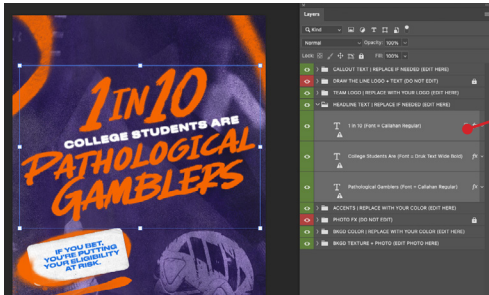 1 IN 10
COLLEGE STUDENTS ARE
PATHOLOGICAL
GAMBLERS
IF YOU BET,
YOU'RE PUTTING
YOUR ELIGIBILITY
AT RISK.
Layers
Kind
Normal
Opacity: 100%
Lock:
Fill: 100%
CALLOUT TEXT | REPLACE IF NEEDED (EDIT HERE)
DRAW THE LINE LOGO + TEXT (DO NOT EDIT)
TEAM LOGO | REPLACE WITH YOUR LOGO (EDIT HERE)
HEADLINE TEXT | REPLACE IF NEEDED (EDIT HERE)
T 1 in 10 (Font = Callahan Regular)
T College Students Are (Font = Druk Text Wide Bold) fx
T Pathological Gamblers (Font = Callahan Regular) fx
ACCENTS | REPLACE WITH YOUR COLOR (EDIT HERE)
PHOTO FX (DO NOT EDIT)
BKGD COLOR | REPLACE WITH YOUR COLOR (EDIT HERE)
BKGD TEXTURE + PHOTO (EDIT PHOTO HERE)